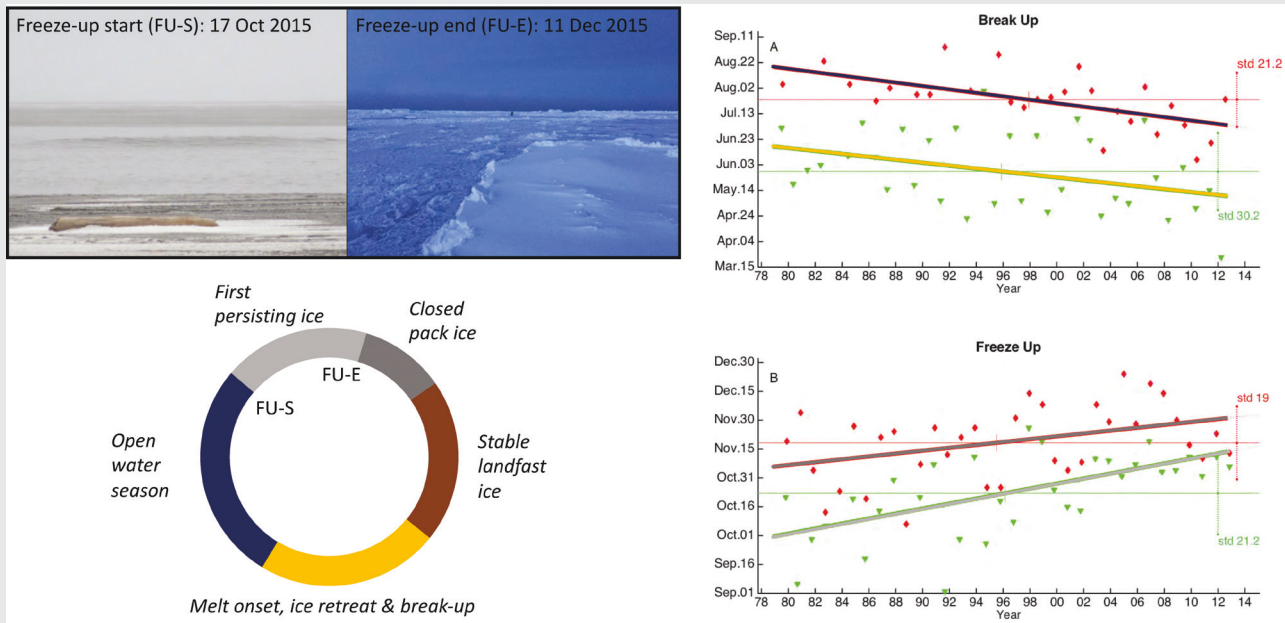 Freeze-up start (FU-S): 17 Oct 2015
Freeze-up end (FU-E): 11 Dec 2015
First
persisting ice
Closed
pack ice
FU-E
FU-S
Open
water
season
Stable
landfast
ice
Melt onset, ice retreat & break-up
Break Up
A
Sep.11
Aug.22
Aug.02
Jul.13
Jun.23
Jun.03
May.14
Apr.24
Apr.04
Mar.15
std 21.2
std 30.2
78 80 82 84 86 88 90 92 94 96 98 00 02 04 06 08 10 12 14
Year
Freeze Up
B
Dec.30
Dec.15
Nov.30
Nov.15
Oct.31
Oct.16
Oct.01
Sep.16
Sep.01
std 19
std 21.2
78 80 82 84 86 88 90 92 94 96 98 00 02 04 06 08 10 12 14
Year